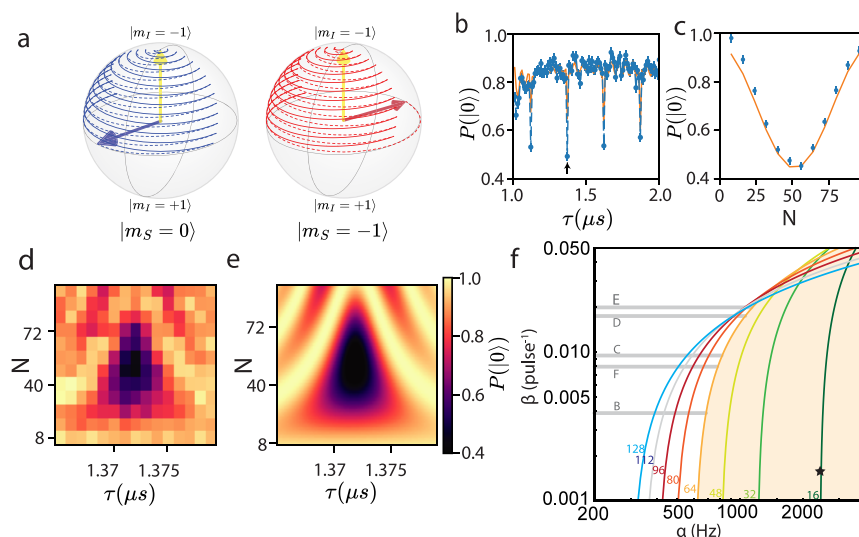 a
|m_I = −1⟩
|m_I = −1⟩
|m_I = +1⟩
|m_I = +1⟩
|m_S = 0⟩
|m_S = −1⟩
b
P(|0⟩)
1.0
0.8
0.6
0.4
1.0
1.5
2.0
τ(μs)
c
P(|0⟩)
1.0
0.8
0.6
0.4
0
25
50
75
N
d
N
72
40
8
1.37
1.375
τ(μs)
e
N
72
40
8
1.37
1.375
τ(μs)
1.0
0.8
0.6
0.4
P(|0⟩)
f
β (pulse⁻¹)
0.050
0.010
0.005
0.001
E
D
C
F
B
128
112
96
80
64
48
32
16
200
500
1000
2000
α (Hz)